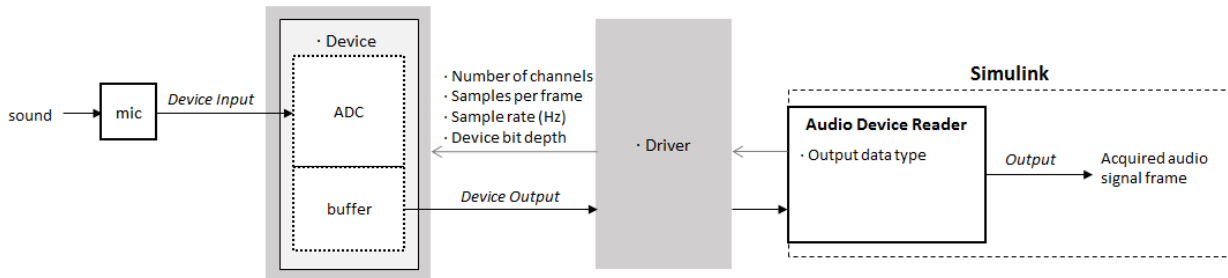 sound
mic
Device Input
· Device
ADC
buffer
· Number of channels
· Samples per frame
· Sample rate (Hz)
· Device bit depth
Device Output
· Driver
Simulink
Audio Device Reader
· Output data type
Output
Acquired audio
signal frame